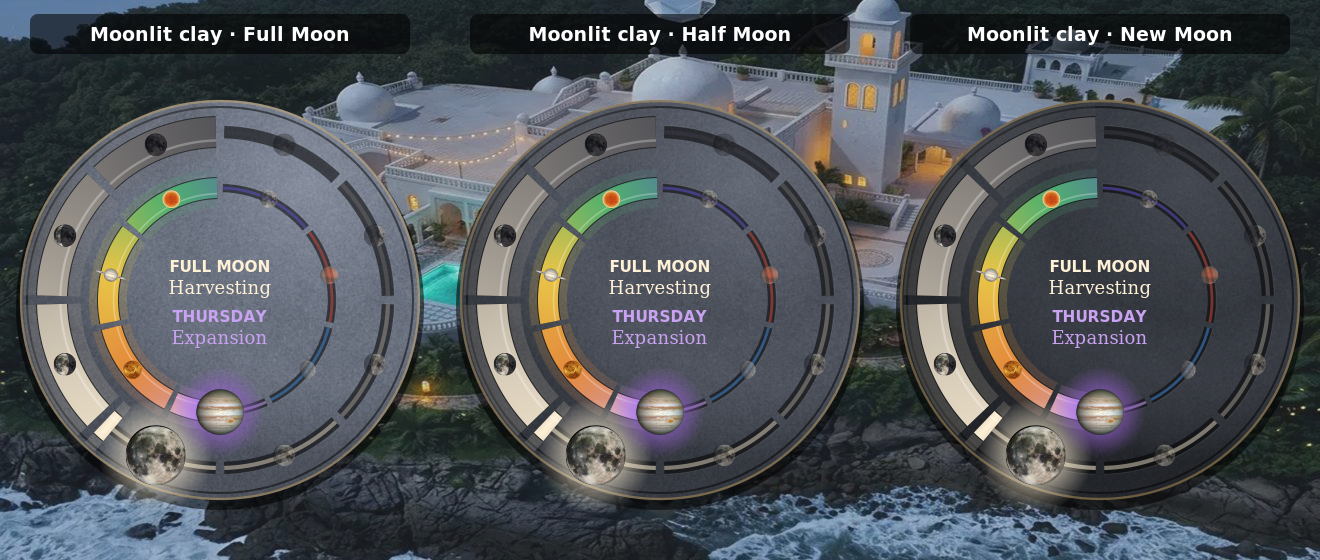 Moonlit clay · Full Moon
Moonlit clay · Half Moon
Moonlit clay · New Moon
FULL MOON
Harvesting
THURSDAY
Expansion
FULL MOON
Harvesting
THURSDAY
Expansion
FULL MOON
Harvesting
THURSDAY
Expansion